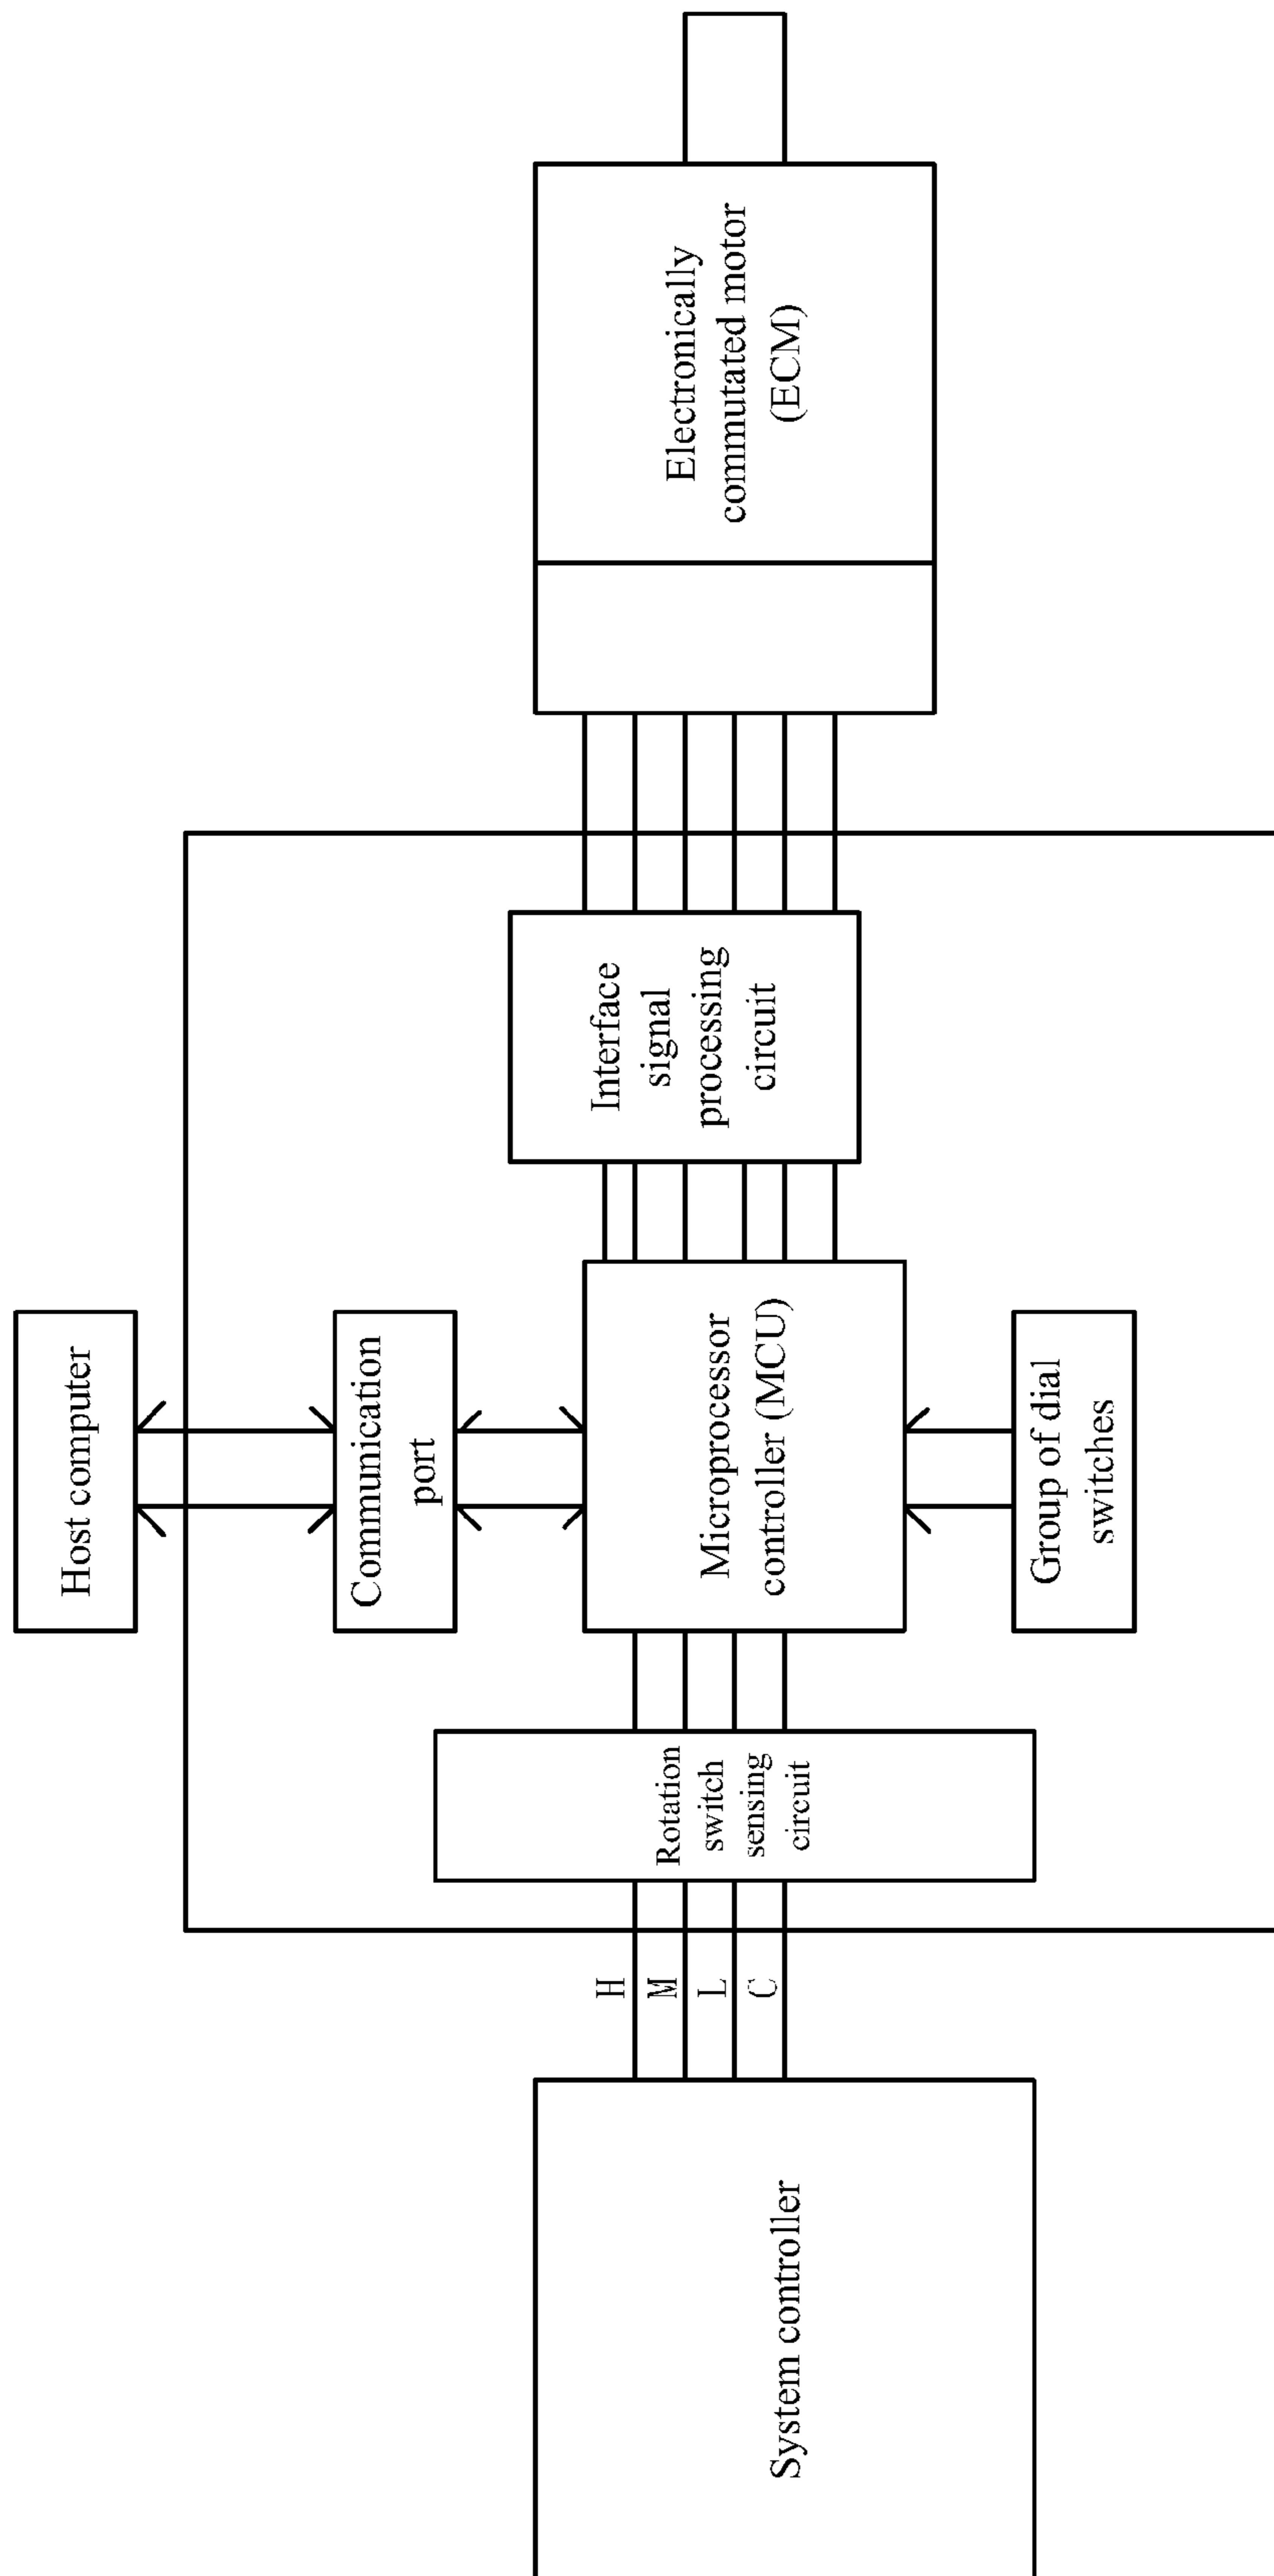 Host computer
Communication
port
System controller
H
M
L
C
Rotation
switch
sensing
circuit
Microprocessor
controller (MCU)
Interface
signal
processing
circuit
Electronically
commutated motor
(ECM)
Group of dial
switches